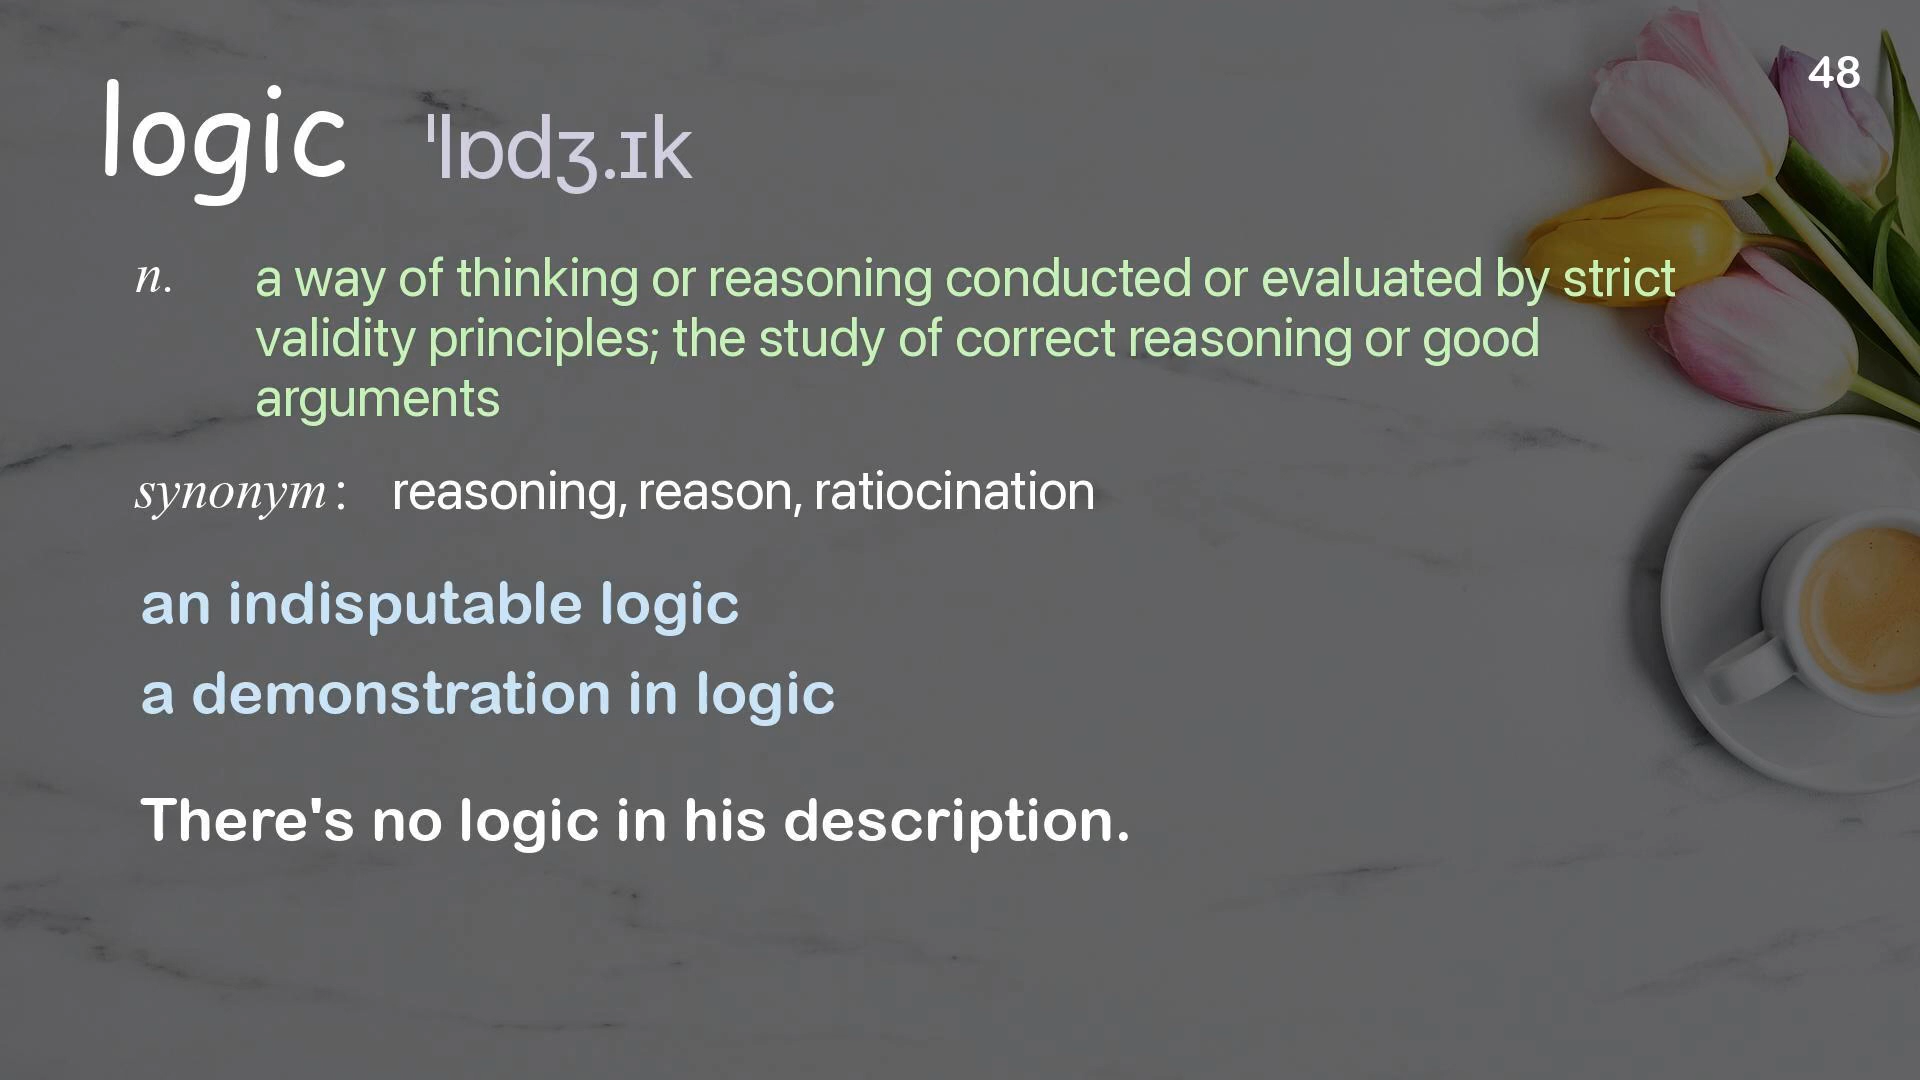 48
logic ˈlɒdʒ.ɪk
n. a way of thinking or reasoning conducted or evaluated by strict
validity principles; the study of correct reasoning or good
arguments
synonym: reasoning, reason, ratiocination
an indisputable logic
a demonstration in logic
There's no logic in his description.